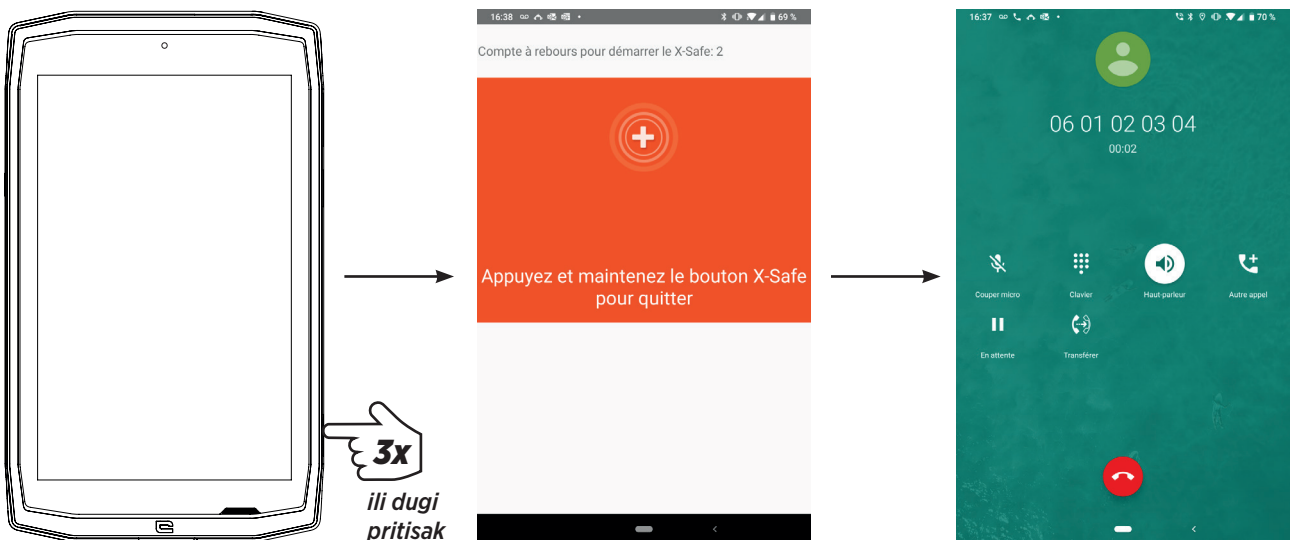 3x
ili dugi
pritisak
16:38
69 %
Compte à rebours pour démarrer le X-Safe: 2
Appuyez et maintenez le bouton X-Safe
pour quitter
16:37
70 %
06 01 02 03 04
00:02
Couper micro
Clavier
Haut-parleur
Autre appel
En attente
Transférer